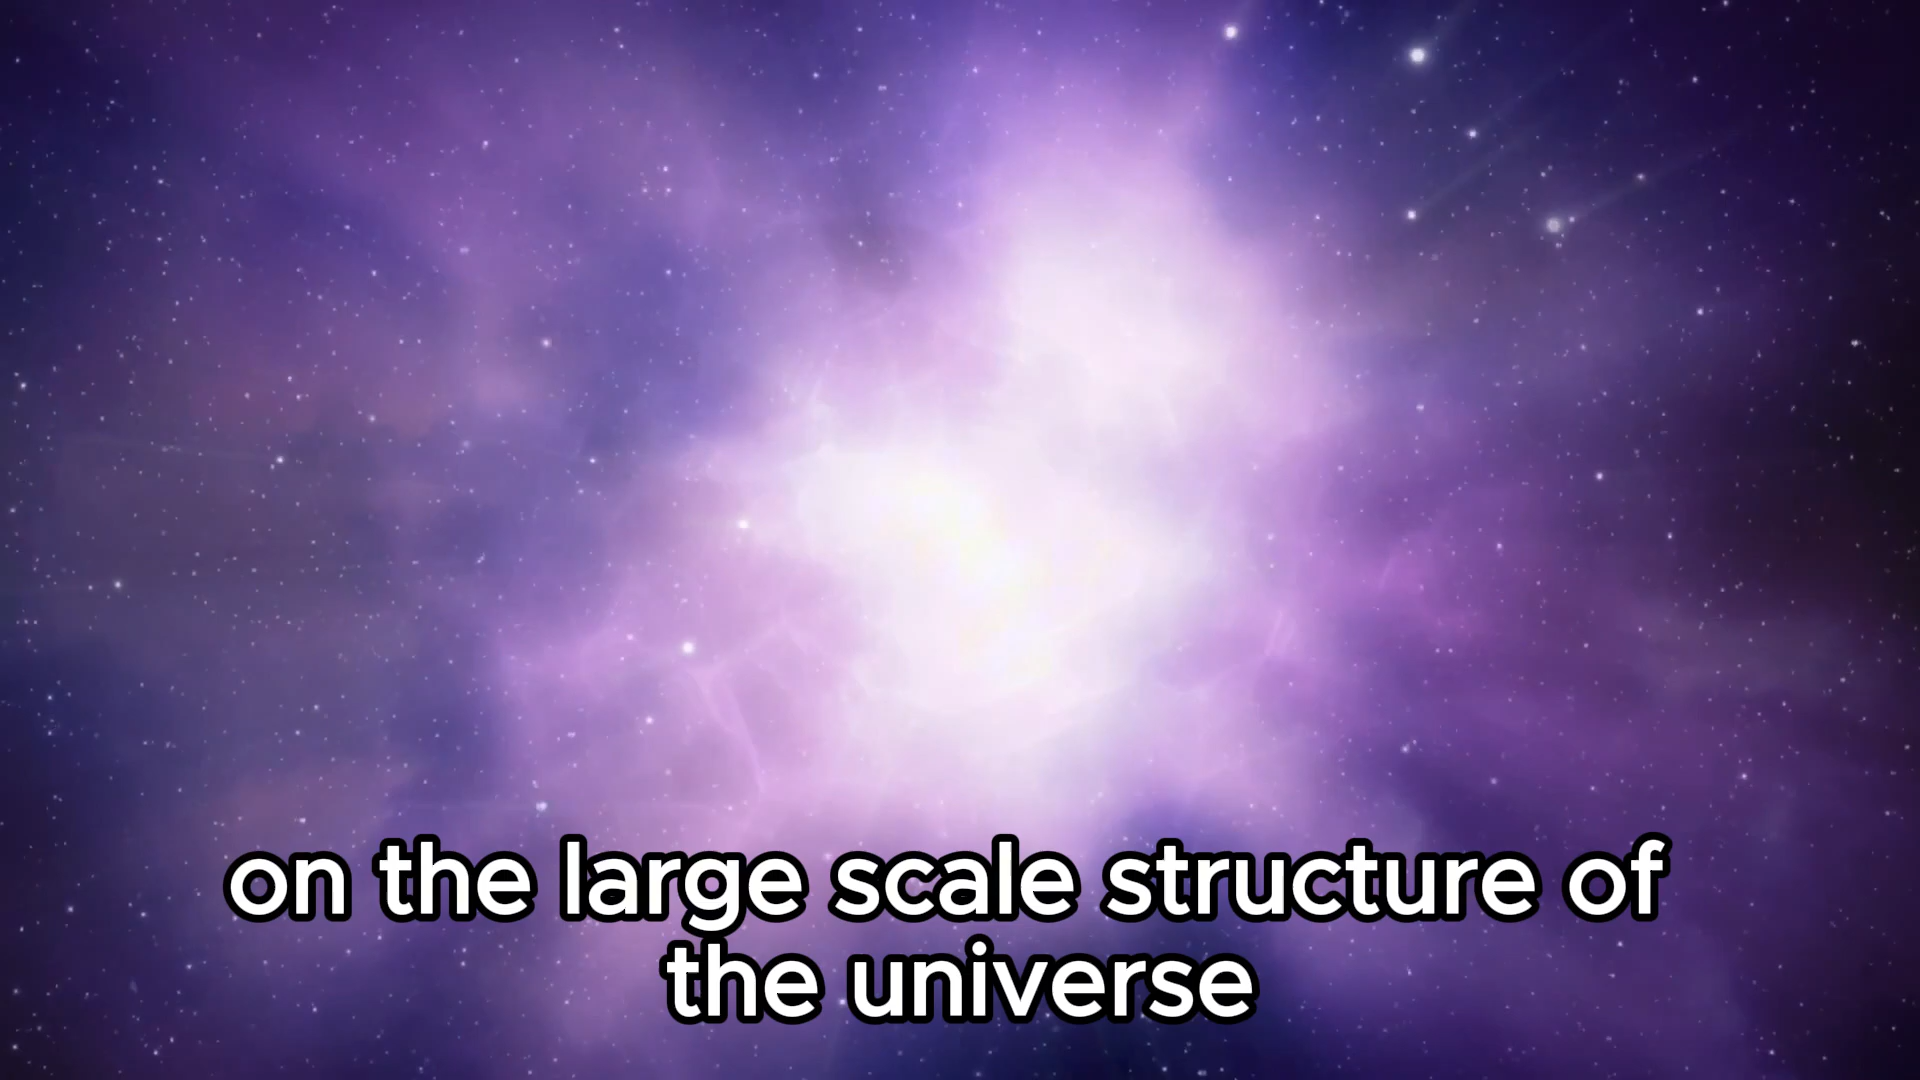 on the large scale structure of
the universe